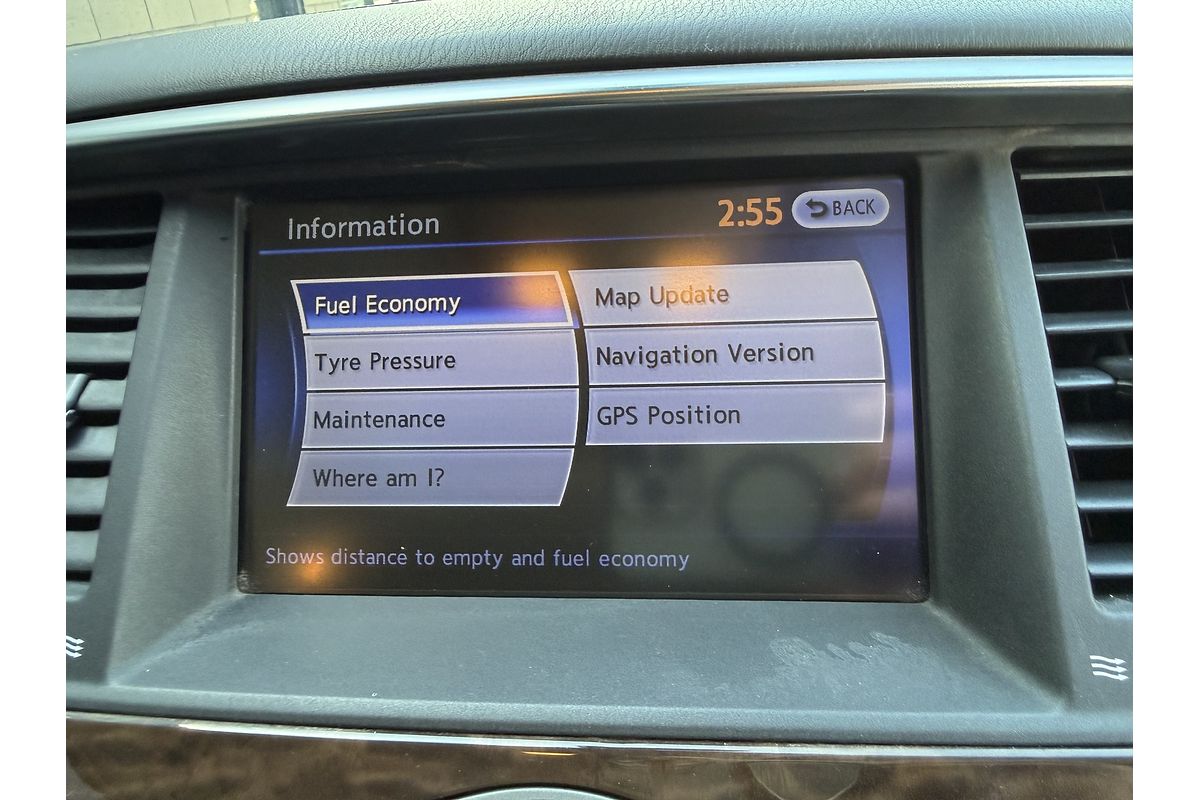 Information 2:55 BACK
Fuel Economy Map Update
Tyre Pressure Navigation Version
Maintenance GPS Position
Where am I?
Shows distance to empty and fuel economy